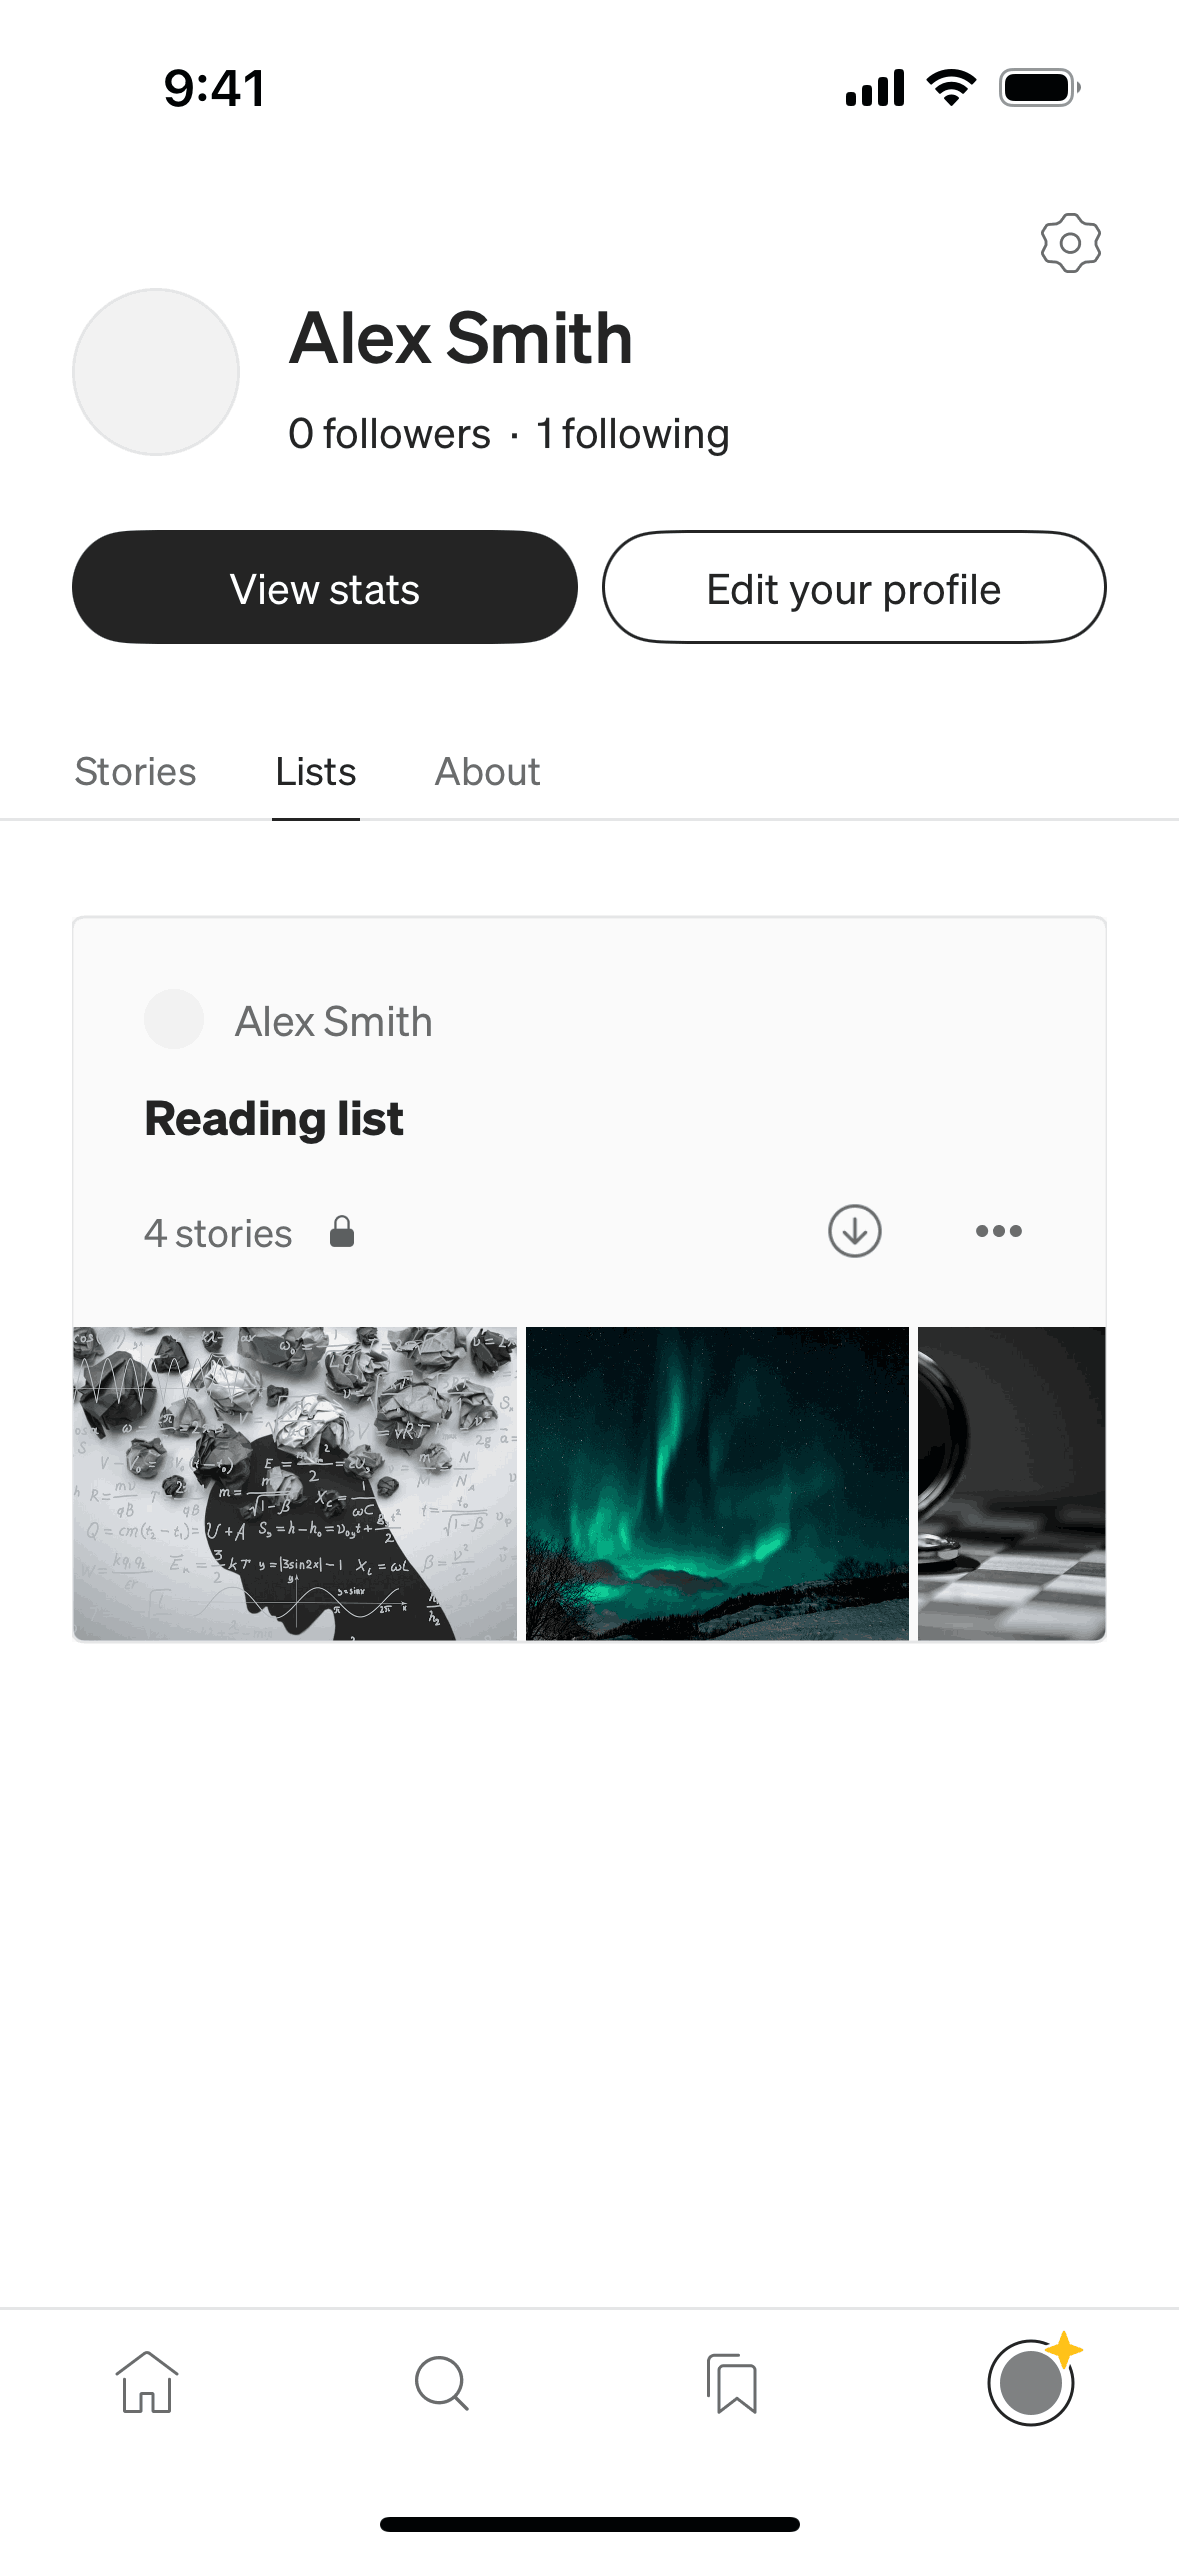 9:41
Alex Smith
0 followers · 1 following
View stats
Edit your profile
Stories
Lists
About
Alex Smith
Reading list
4 stories